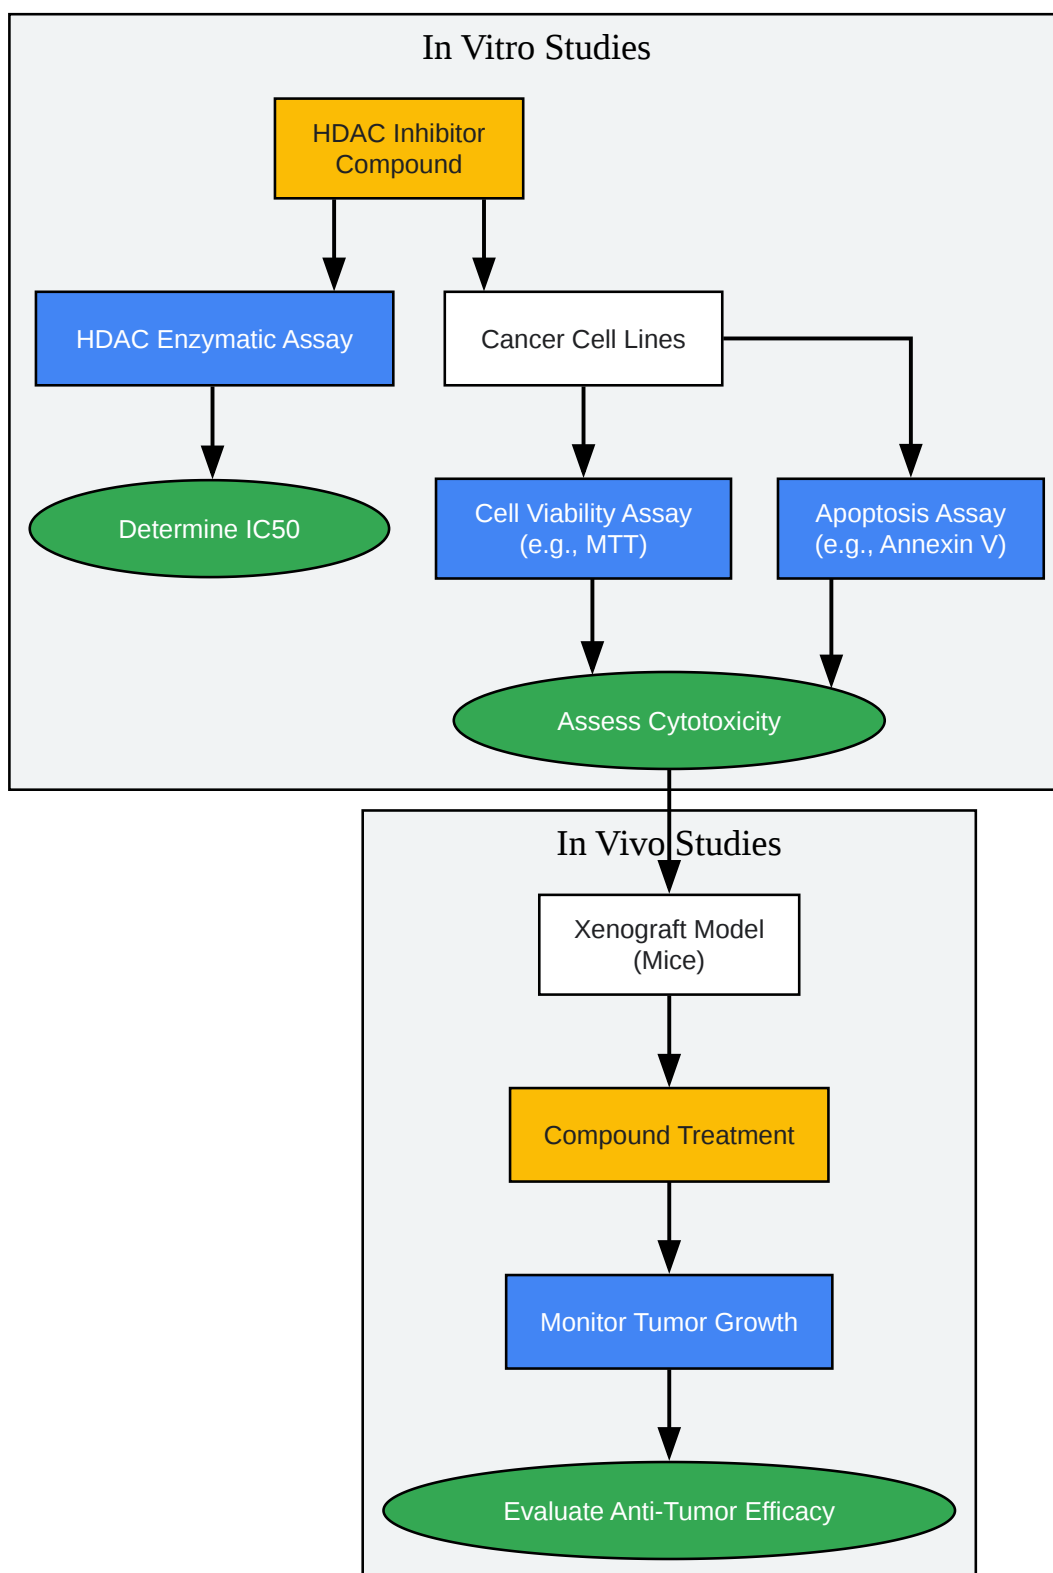 In Vitro Studies
HDAC Inhibitor
Compound
HDAC Enzymatic Assay
Cancer Cell Lines
Determine IC50
Cell Viability Assay
(e.g., MTT)
Apoptosis Assay
(e.g., Annexin V)
Assess Cytotoxicity
In Vivo Studies
Xenograft Model
(Mice)
Compound Treatment
Monitor Tumor Growth
Evaluate Anti-Tumor Efficacy